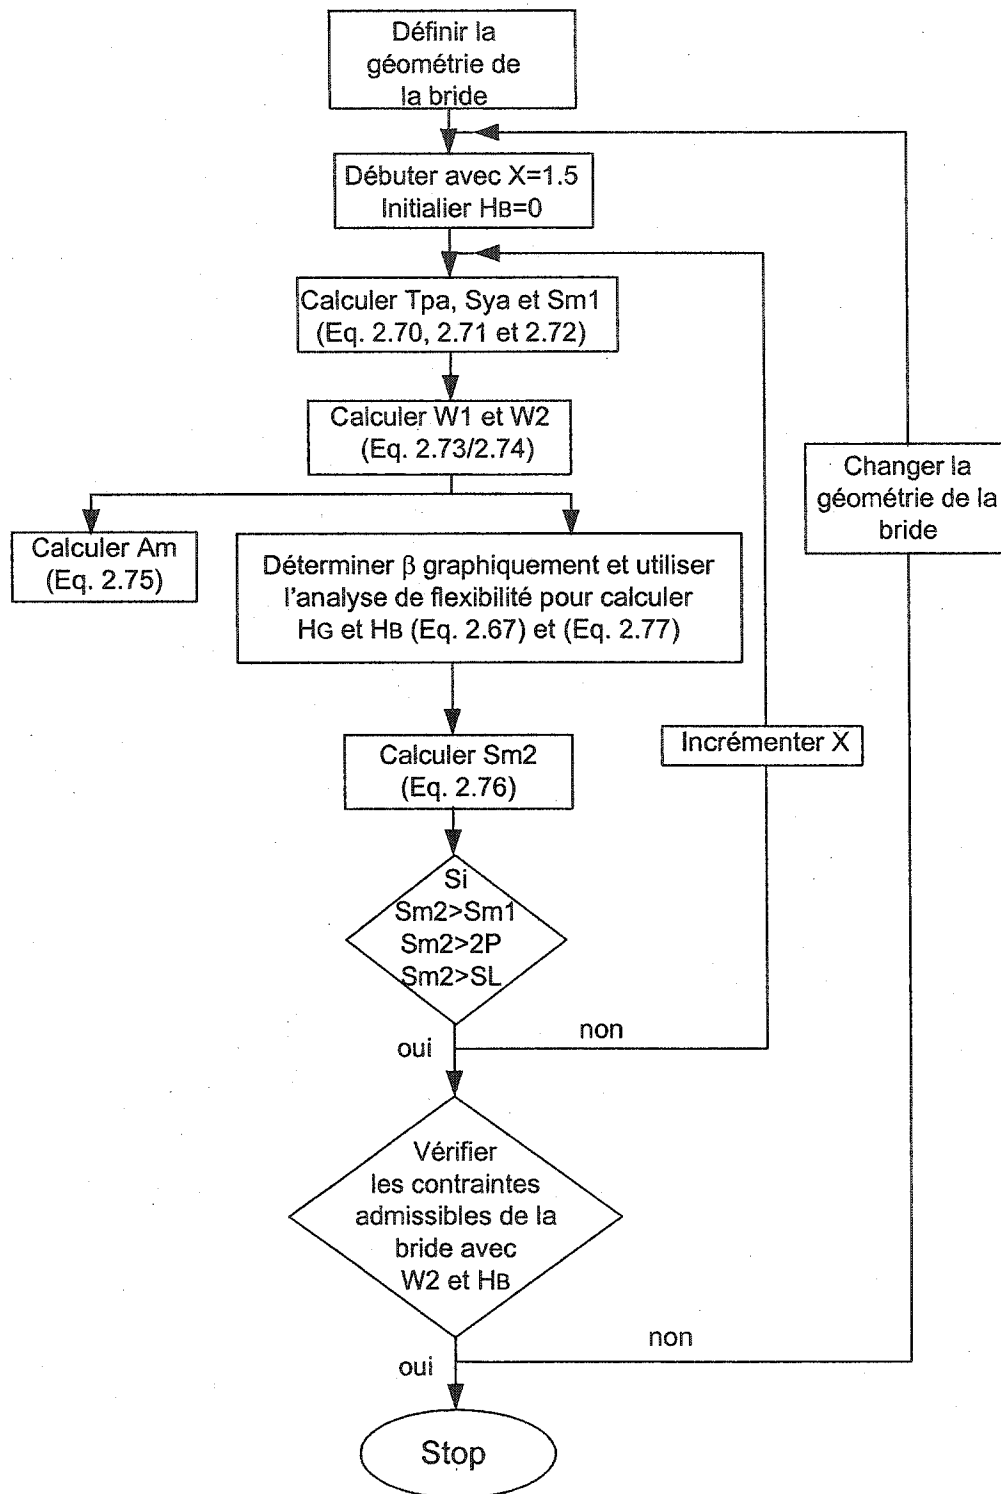 Définir la
géométrie de
la bride
Débuter avec X=1.5
Initialier HB=0
Calculer Tpa, Sya et Sm1
(Eq. 2.70, 2.71 et 2.72)
Calculer W1 et W2
(Eq. 2.73/2.74)
Changer la
géométrie de la
bride
Calculer Am
(Eq. 2.75)
Déterminer β graphiquement et utiliser
l'analyse de flexibilité pour calculer
HG et HB (Eq. 2.67) et (Eq. 2.77)
Incrémenter X
Calculer Sm2
(Eq. 2.76)
Si
Sm2>Sm1
Sm2>2P
Sm2>SL
non
oui
Vérifier
les contraintes
admissibles de la
bride avec
W2 et HB
non
oui
Stop